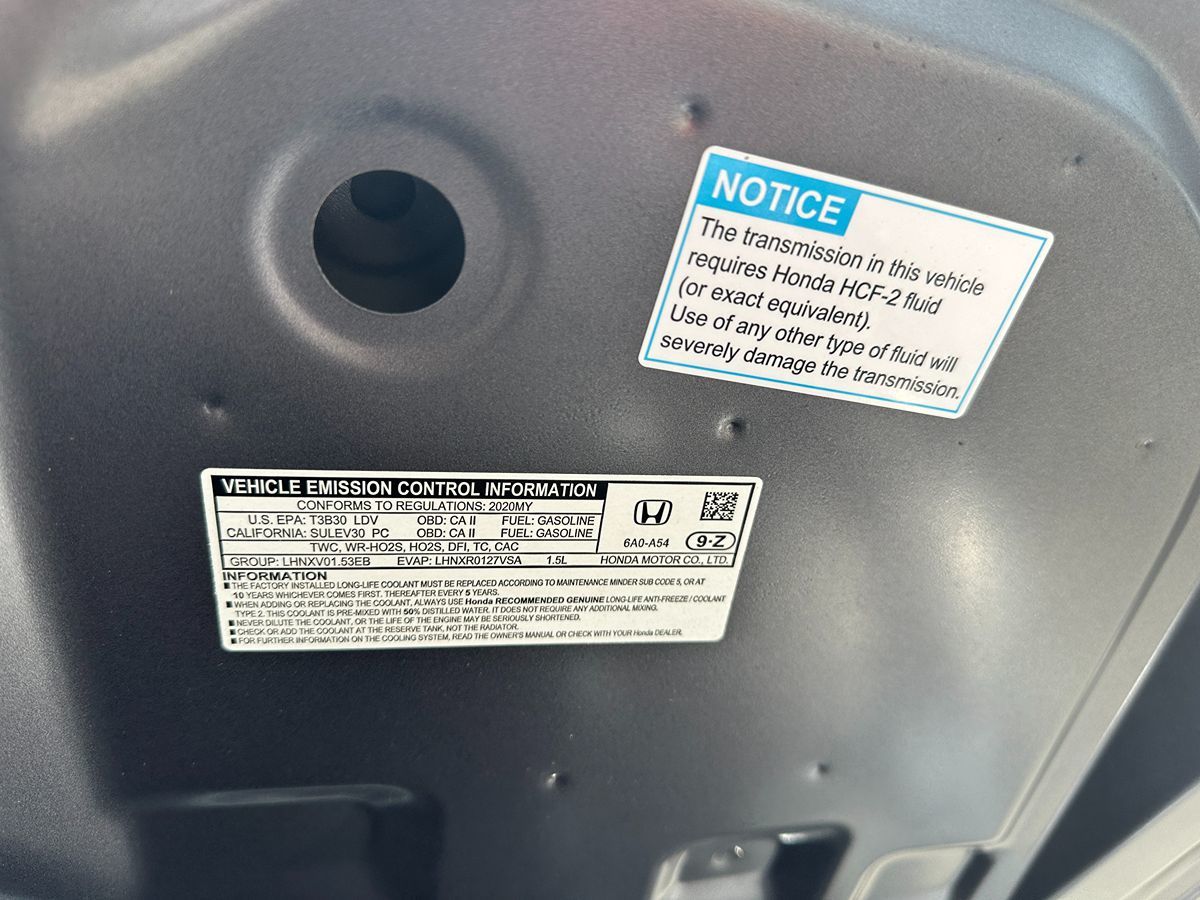 NOTICE
The transmission in this vehicle
requires Honda HCF-2 fluid
(or exact equivalent).
Use of any other type of fluid will
severely damage the transmission.
VEHICLE EMISSION CONTROL INFORMATION
CONFORMS TO REGULATIONS: 2020MY
U.S. EPA: T3B30 LDV OBD: CA II FUEL: GASOLINE
CALIFORNIA: SULEV30 PC OBD: CA II FUEL: GASOLINE
TWC, WR-HO2S, HO2S, DFI, TC, CAC
6A0-A54 9·Z
GROUP: LHNXV01.53EB EVAP: LHNXR0127VSA 1.5L HONDA MOTOR CO., LTD.
INFORMATION
■ THE FACTORY INSTALLED LONG-LIFE COOLANT MUST BE REPLACED ACCORDING TO MAINTENANCE MINDER SUB CODE 5, OR AT
10 YEARS WHICHEVER COMES FIRST. THEREAFTER EVERY 5 YEARS.
■ WHEN ADDING OR REPLACING THE COOLANT, ALWAYS USE Honda RECOMMENDED GENUINE LONG-LIFE ANTI-FREEZE / COOLANT
TYPE 2. THIS COOLANT IS PRE-MIXED WITH 50% DISTILLED WATER. IT DOES NOT REQUIRE ANY ADDITIONAL MIXING.
■ NEVER DILUTE THE COOLANT, OR THE LIFE OF THE ENGINE MAY BE SERIOUSLY SHORTENED.
■ CHECK OR ADD THE COOLANT AT THE RESERVE TANK, NOT THE RADIATOR.
■ FOR FURTHER INFORMATION ON THE COOLING SYSTEM, READ THE OWNER'S MANUAL OR CHECK WITH YOUR Honda DEALER.